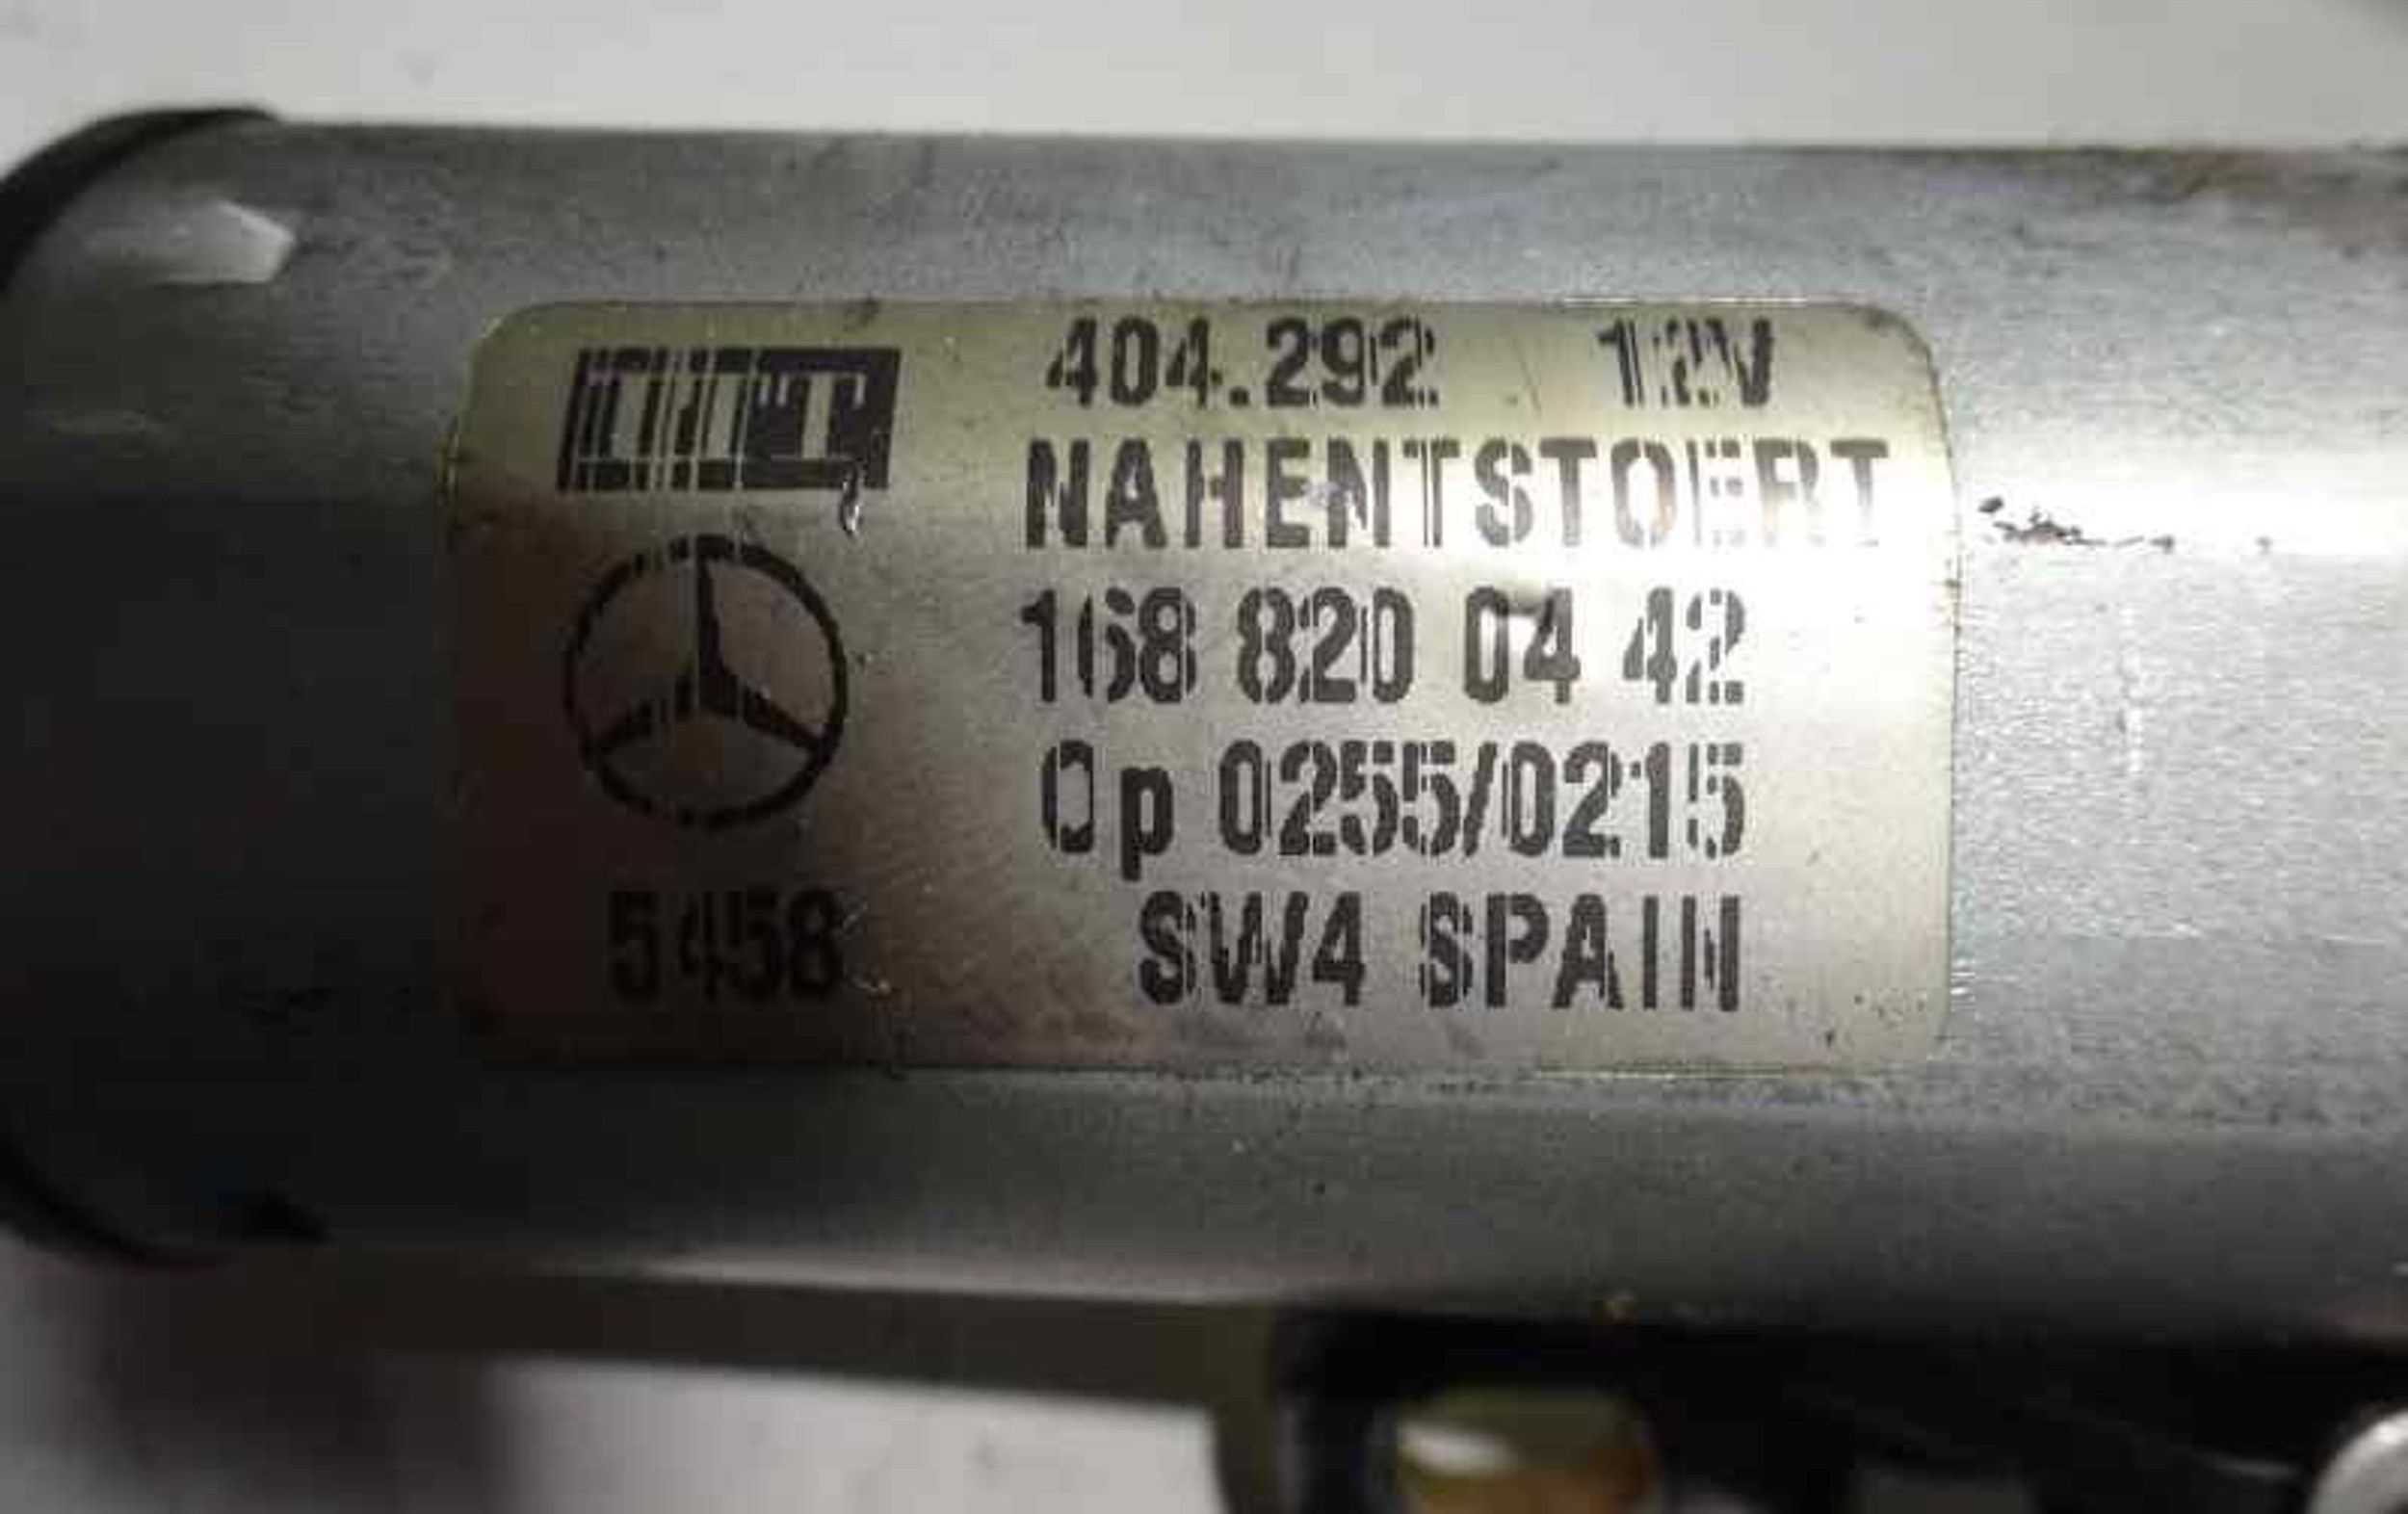 404.292 12V
NAHENTSTOERT
168 820 04 42
Op 0255/0215
5458
SW4 SPAIN